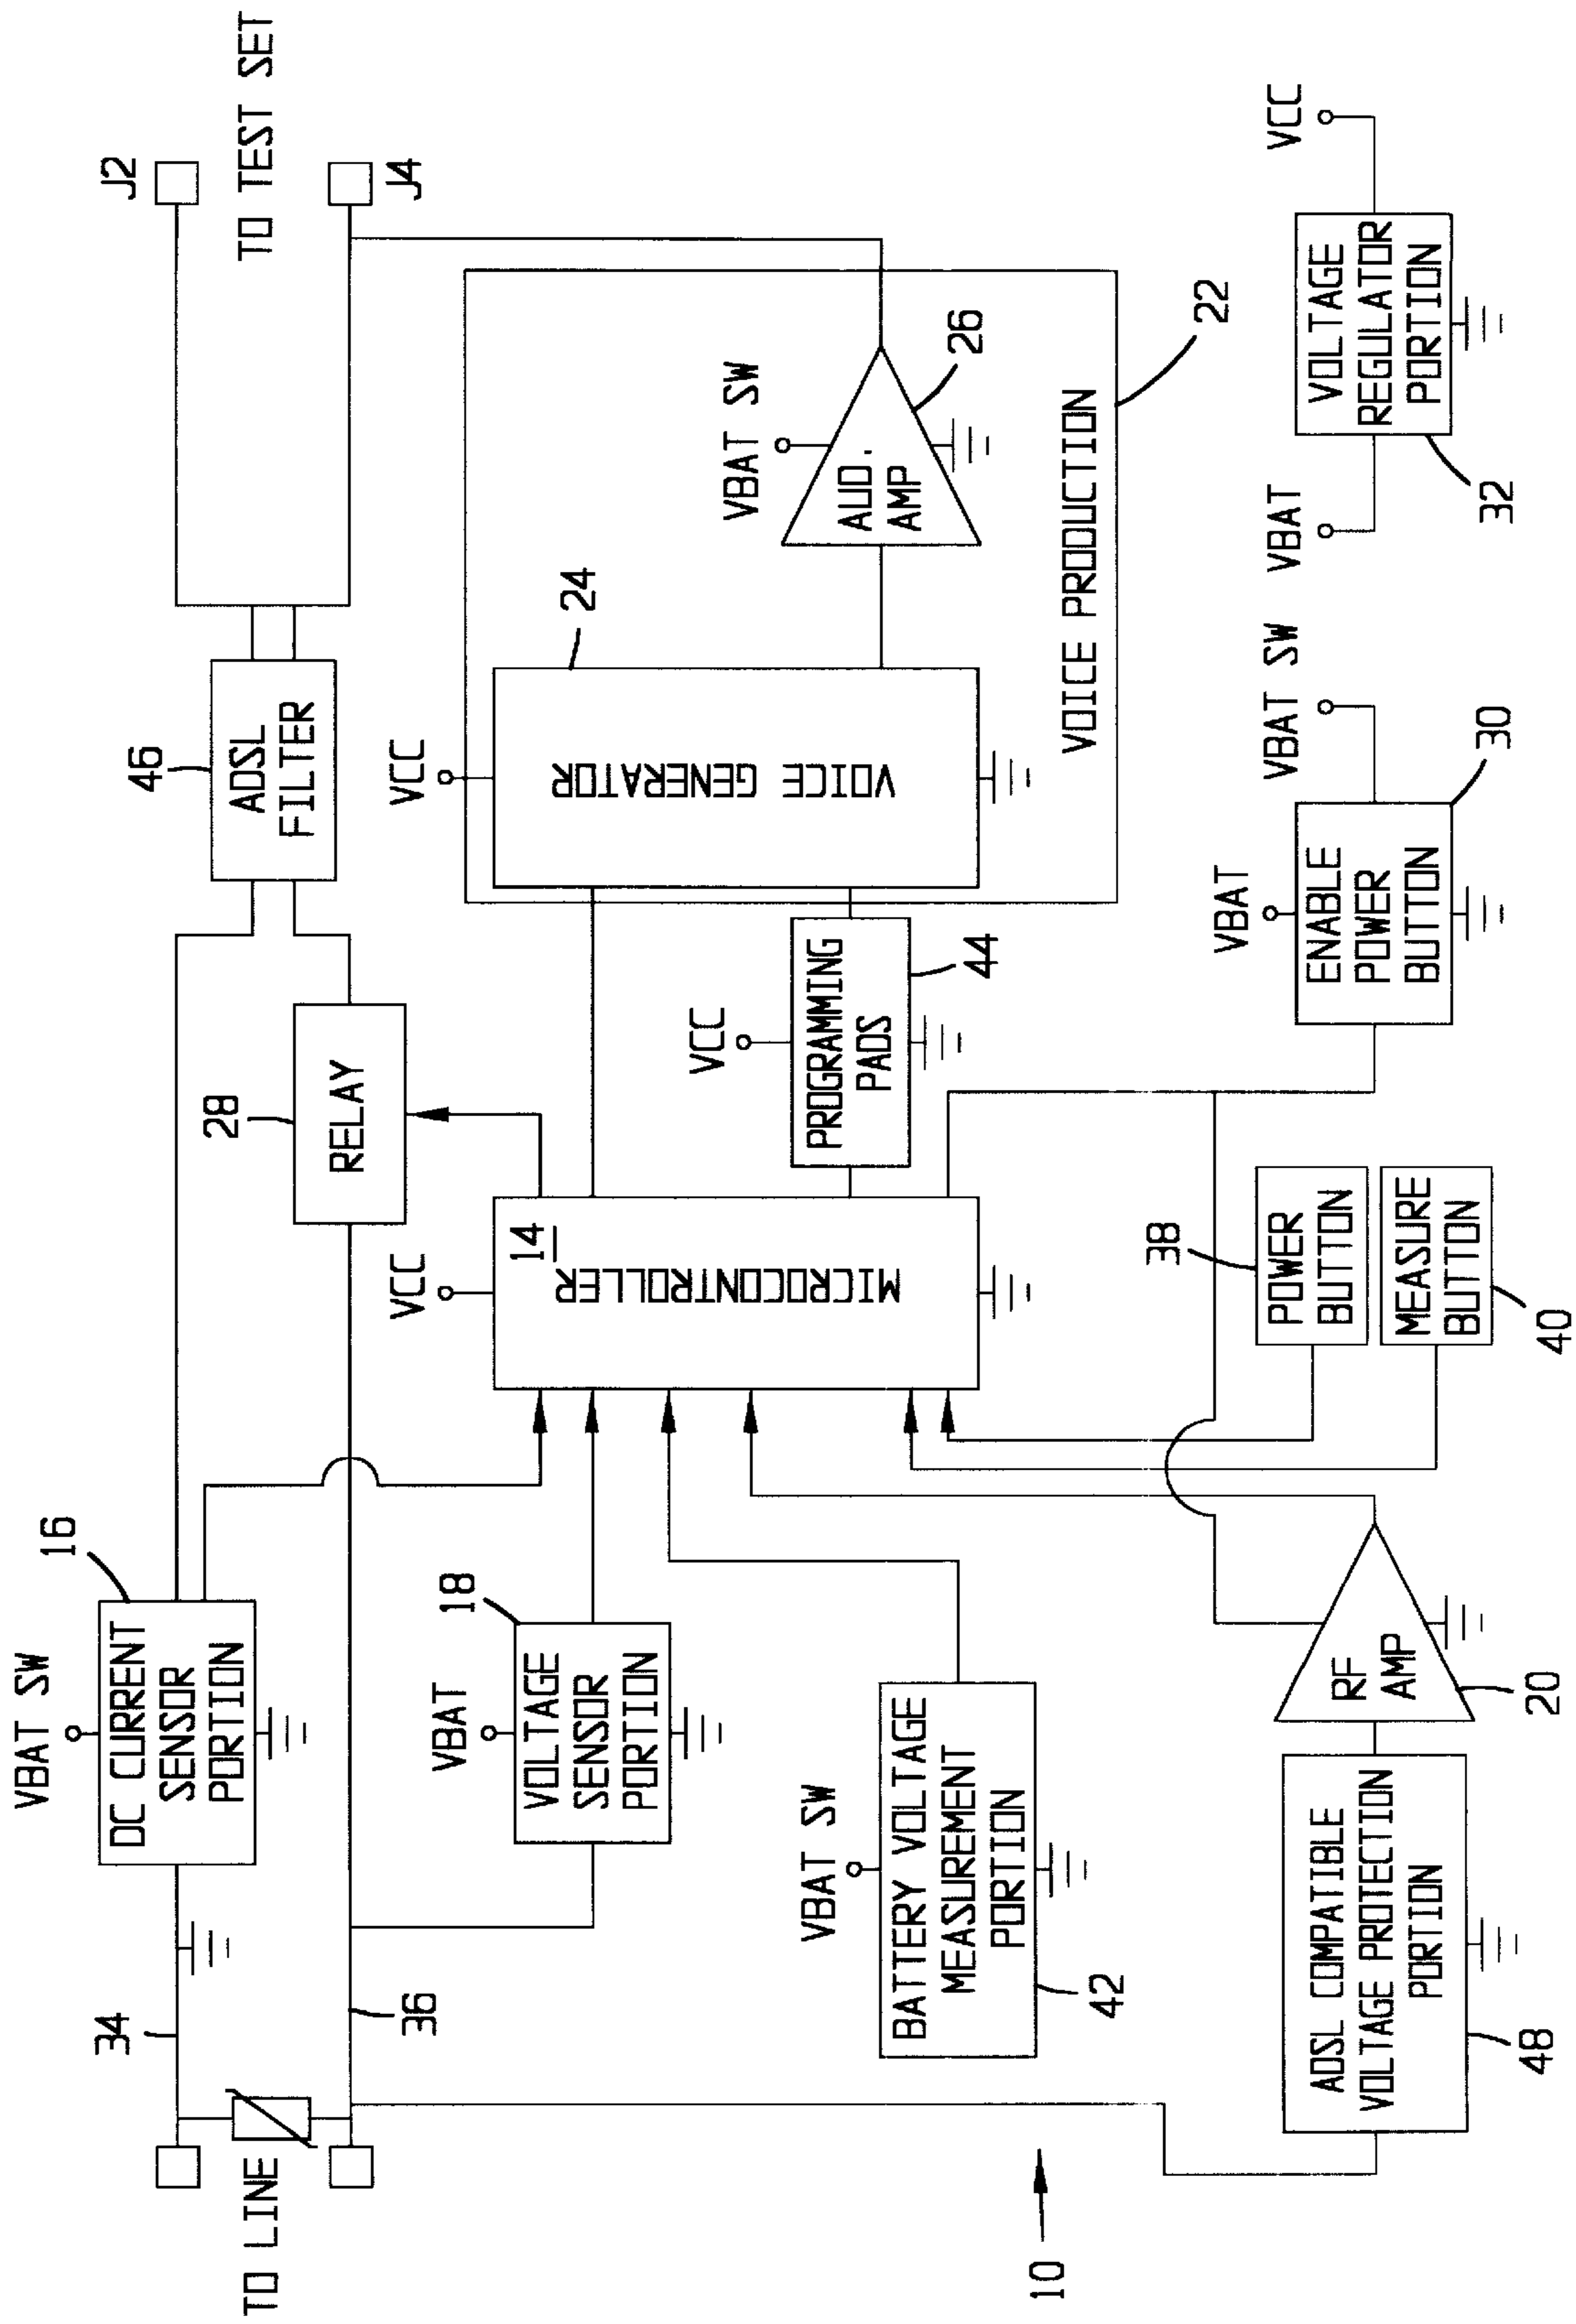 TO LINE
34
36
VBAT SW
DC CURRENT
SENSOR
PORTION
16
VBAT
VOLTAGE
SENSOR
PORTION
18
VBAT SW
BATTERY VOLTAGE
MEASUREMENT
PORTION
42
ADSL COMPATIBLE
VOLTAGE PROTECTION
PORTION
48
RF
AMP
20
10
28
RELAY
46
ADSL
FILTER
J2
TO TEST SET
J4
VCC
14
MICROCONTROLLER
VCC
PROGRAMMING
PADS
44
VCC
VOICE GENERATOR
24
VBAT SW
AUD.
AMP
26
VOICE PRODUCTION
22
38
POWER
BUTTON
MEASURE
BUTTON
40
VBAT
ENABLE
POWER
BUTTON
30
VBAT SW
VBAT
VOLTAGE
REGULATOR
PORTION
32
VCC